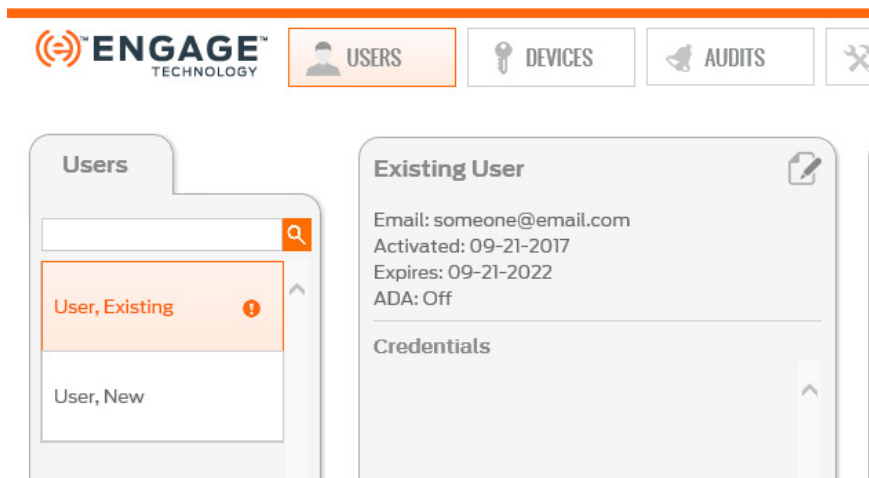 ENGAGE™
TECHNOLOGY
USERS
DEVICES
AUDITS
Users
User, Existing
User, New
Existing User
Email: someone@email.com
Activated: 09-21-2017
Expires: 09-21-2022
ADA: Off
Credentials